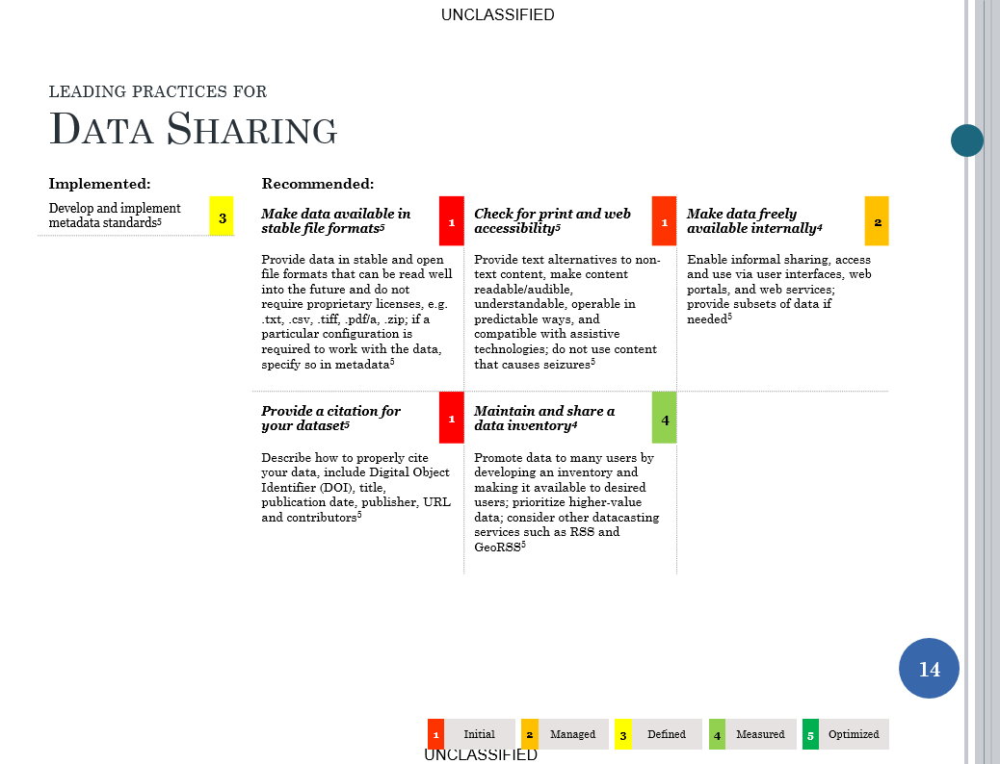 UNCLASSIFIED
LEADING PRACTICES FOR
DATA SHARING
Implemented:
Develop and implement
metadata standards5
3
Recommended:
Make data available in
stable file formats5
1
Provide data in stable and open
file formats that can be read well
into the future and do not
require proprietary licenses, e.g.
.txt, .csv, .tiff, .pdf/a, .zip; if a
particular configuration is
required to work with the data,
specify so in metadata5
Check for print and web
accessibility5
1
Provide text alternatives to non-
text content, make content
readable/audible,
understandable, operable in
predictable ways, and
compatible with assistive
technologies; do not use content
that causes seizures5
Make data freely
available internally4
2
Enable informal sharing, access
and use via user interfaces, web
portals, and web services;
provide subsets of data if
needed5
Provide a citation for
your dataset5
1
Describe how to properly cite
your data, include Digital Object
Identifier (DOI), title,
publication date, publisher, URL
and contributors5
Maintain and share a
data inventory4
4
Promote data to many users by
developing an inventory and
making it available to desired
users; prioritize higher-value
data; consider other datacasting
services such as RSS and
GeoRSS5
14
1 Initial
2 Managed
3 Defined
4 Measured
5 Optimized
UNCLASSIFIED